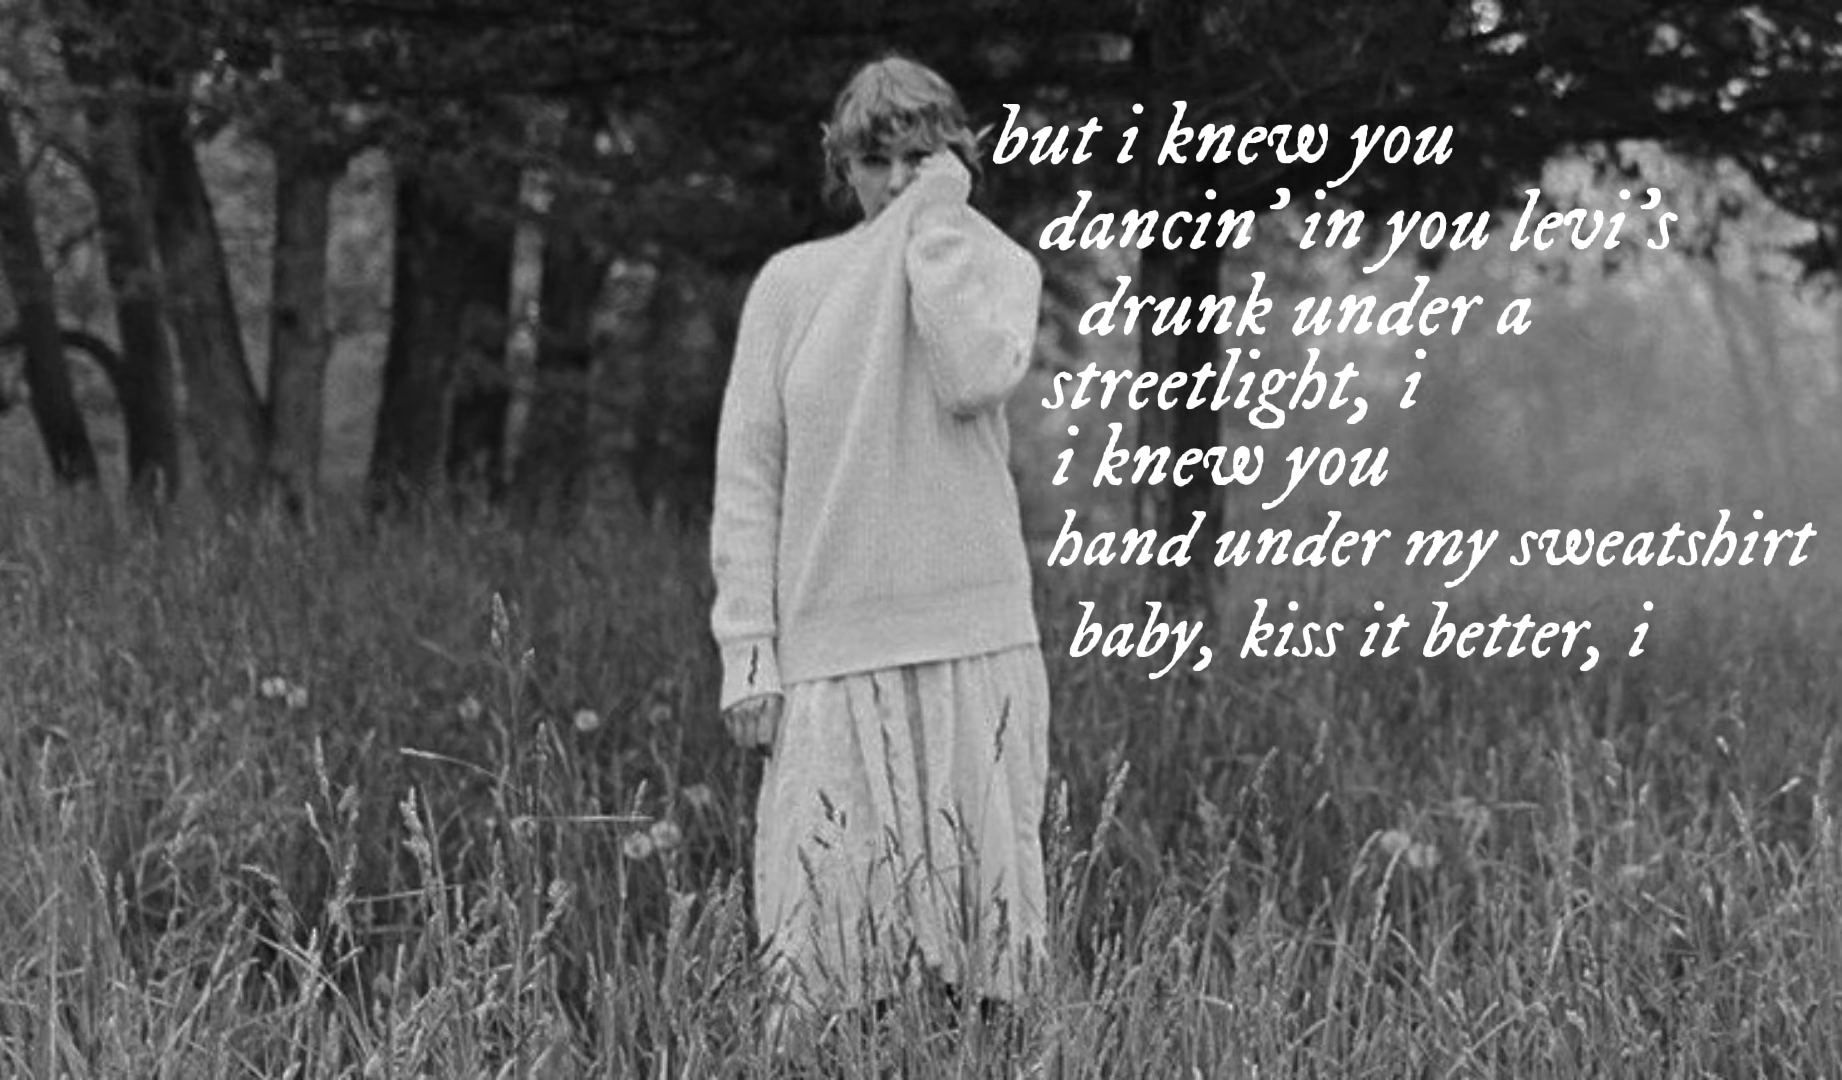 but i knew you
dancin' in you levi's
drunk under a
streetlight, i
i knew you
hand under my sweatshirt
baby, kiss it better, i